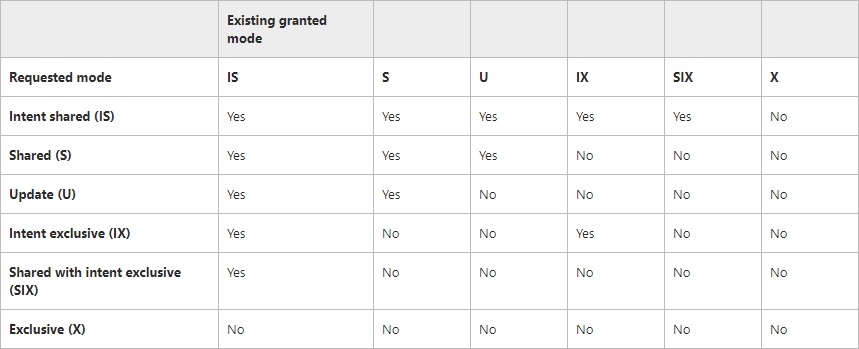 Existing granted
mode
Requested mode IS S U IX SIX X
Intent shared (IS) Yes Yes Yes Yes Yes No
Shared (S) Yes Yes Yes No No No
Update (U) Yes Yes No No No No
Intent exclusive (IX) Yes No No Yes No No
Shared with intent exclusive
(SIX) Yes No No No No No
Exclusive (X) No No No No No No